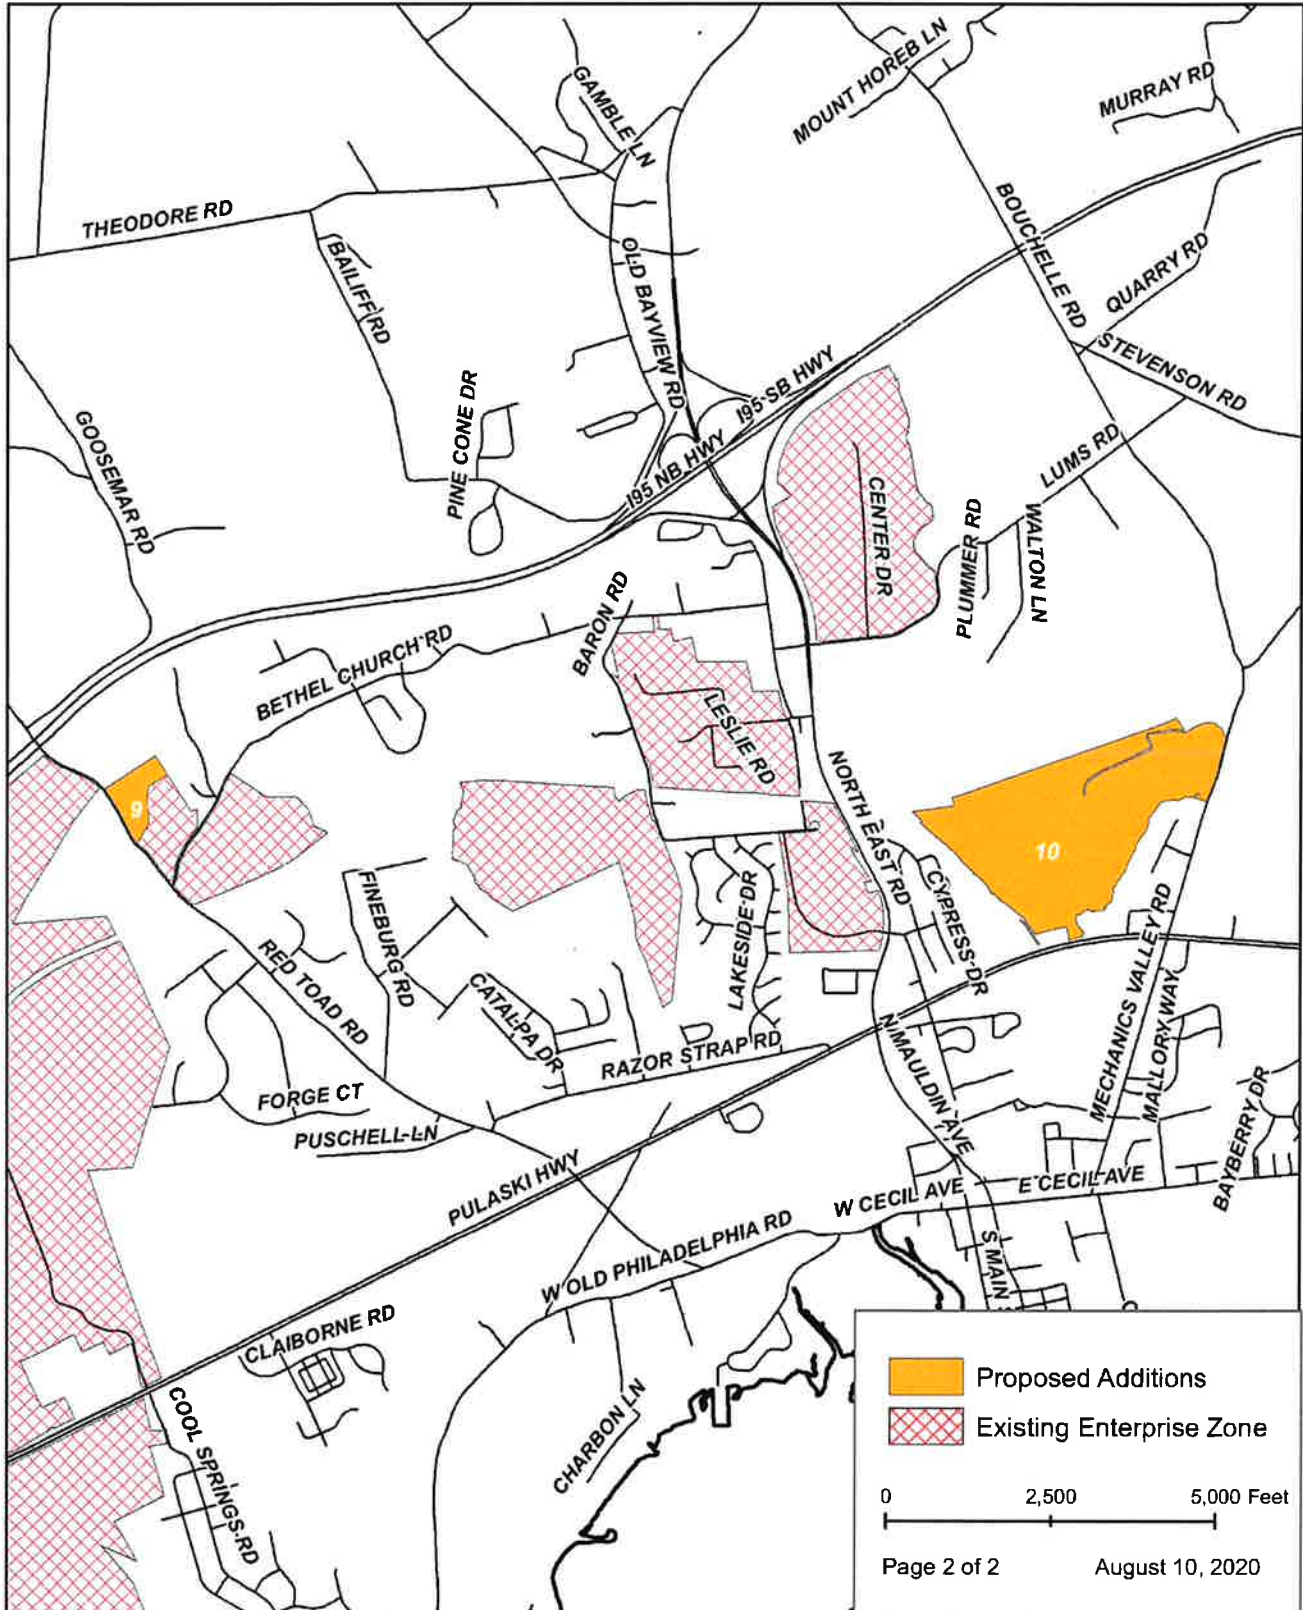 MOUNT HOREB LN
GAMBLE LN
MURRAY RD
THEODORE RD
BAILIFF RD
OLD BAYVIEW RD
BOUCHELLE RD
QUARRY RD
STEVENSON RD
I95 SB HWY
I95 NB HWY
PINE CONE DR
GOOSEMAR RD
LUMS RD
CENTER DR
PLUMMER RD
WALTON LN
BARON RD
BETHEL CHURCH RD
LESLIE RD
NORTH EAST RD
9
10
CYPRESS DR
LAKESIDE DR
FINEBURG RD
RED TOAD RD
CATALPA DR
MECHANICS VALLEY RD
MALLORY WAY
N MAULDIN AVE
RAZOR STRAP RD
FORGE CT
PUSCHELL LN
BAYBERRY DR
PULASKI HWY
W CECIL AVE
E CECIL AVE
W OLD PHILADELPHIA RD
S MAIN S
CLAIBORNE RD
COOL SPRINGS RD
CHARBON LN
Proposed Additions
Existing Enterprise Zone
0 2,500 5,000 Feet
Page 2 of 2 August 10, 2020